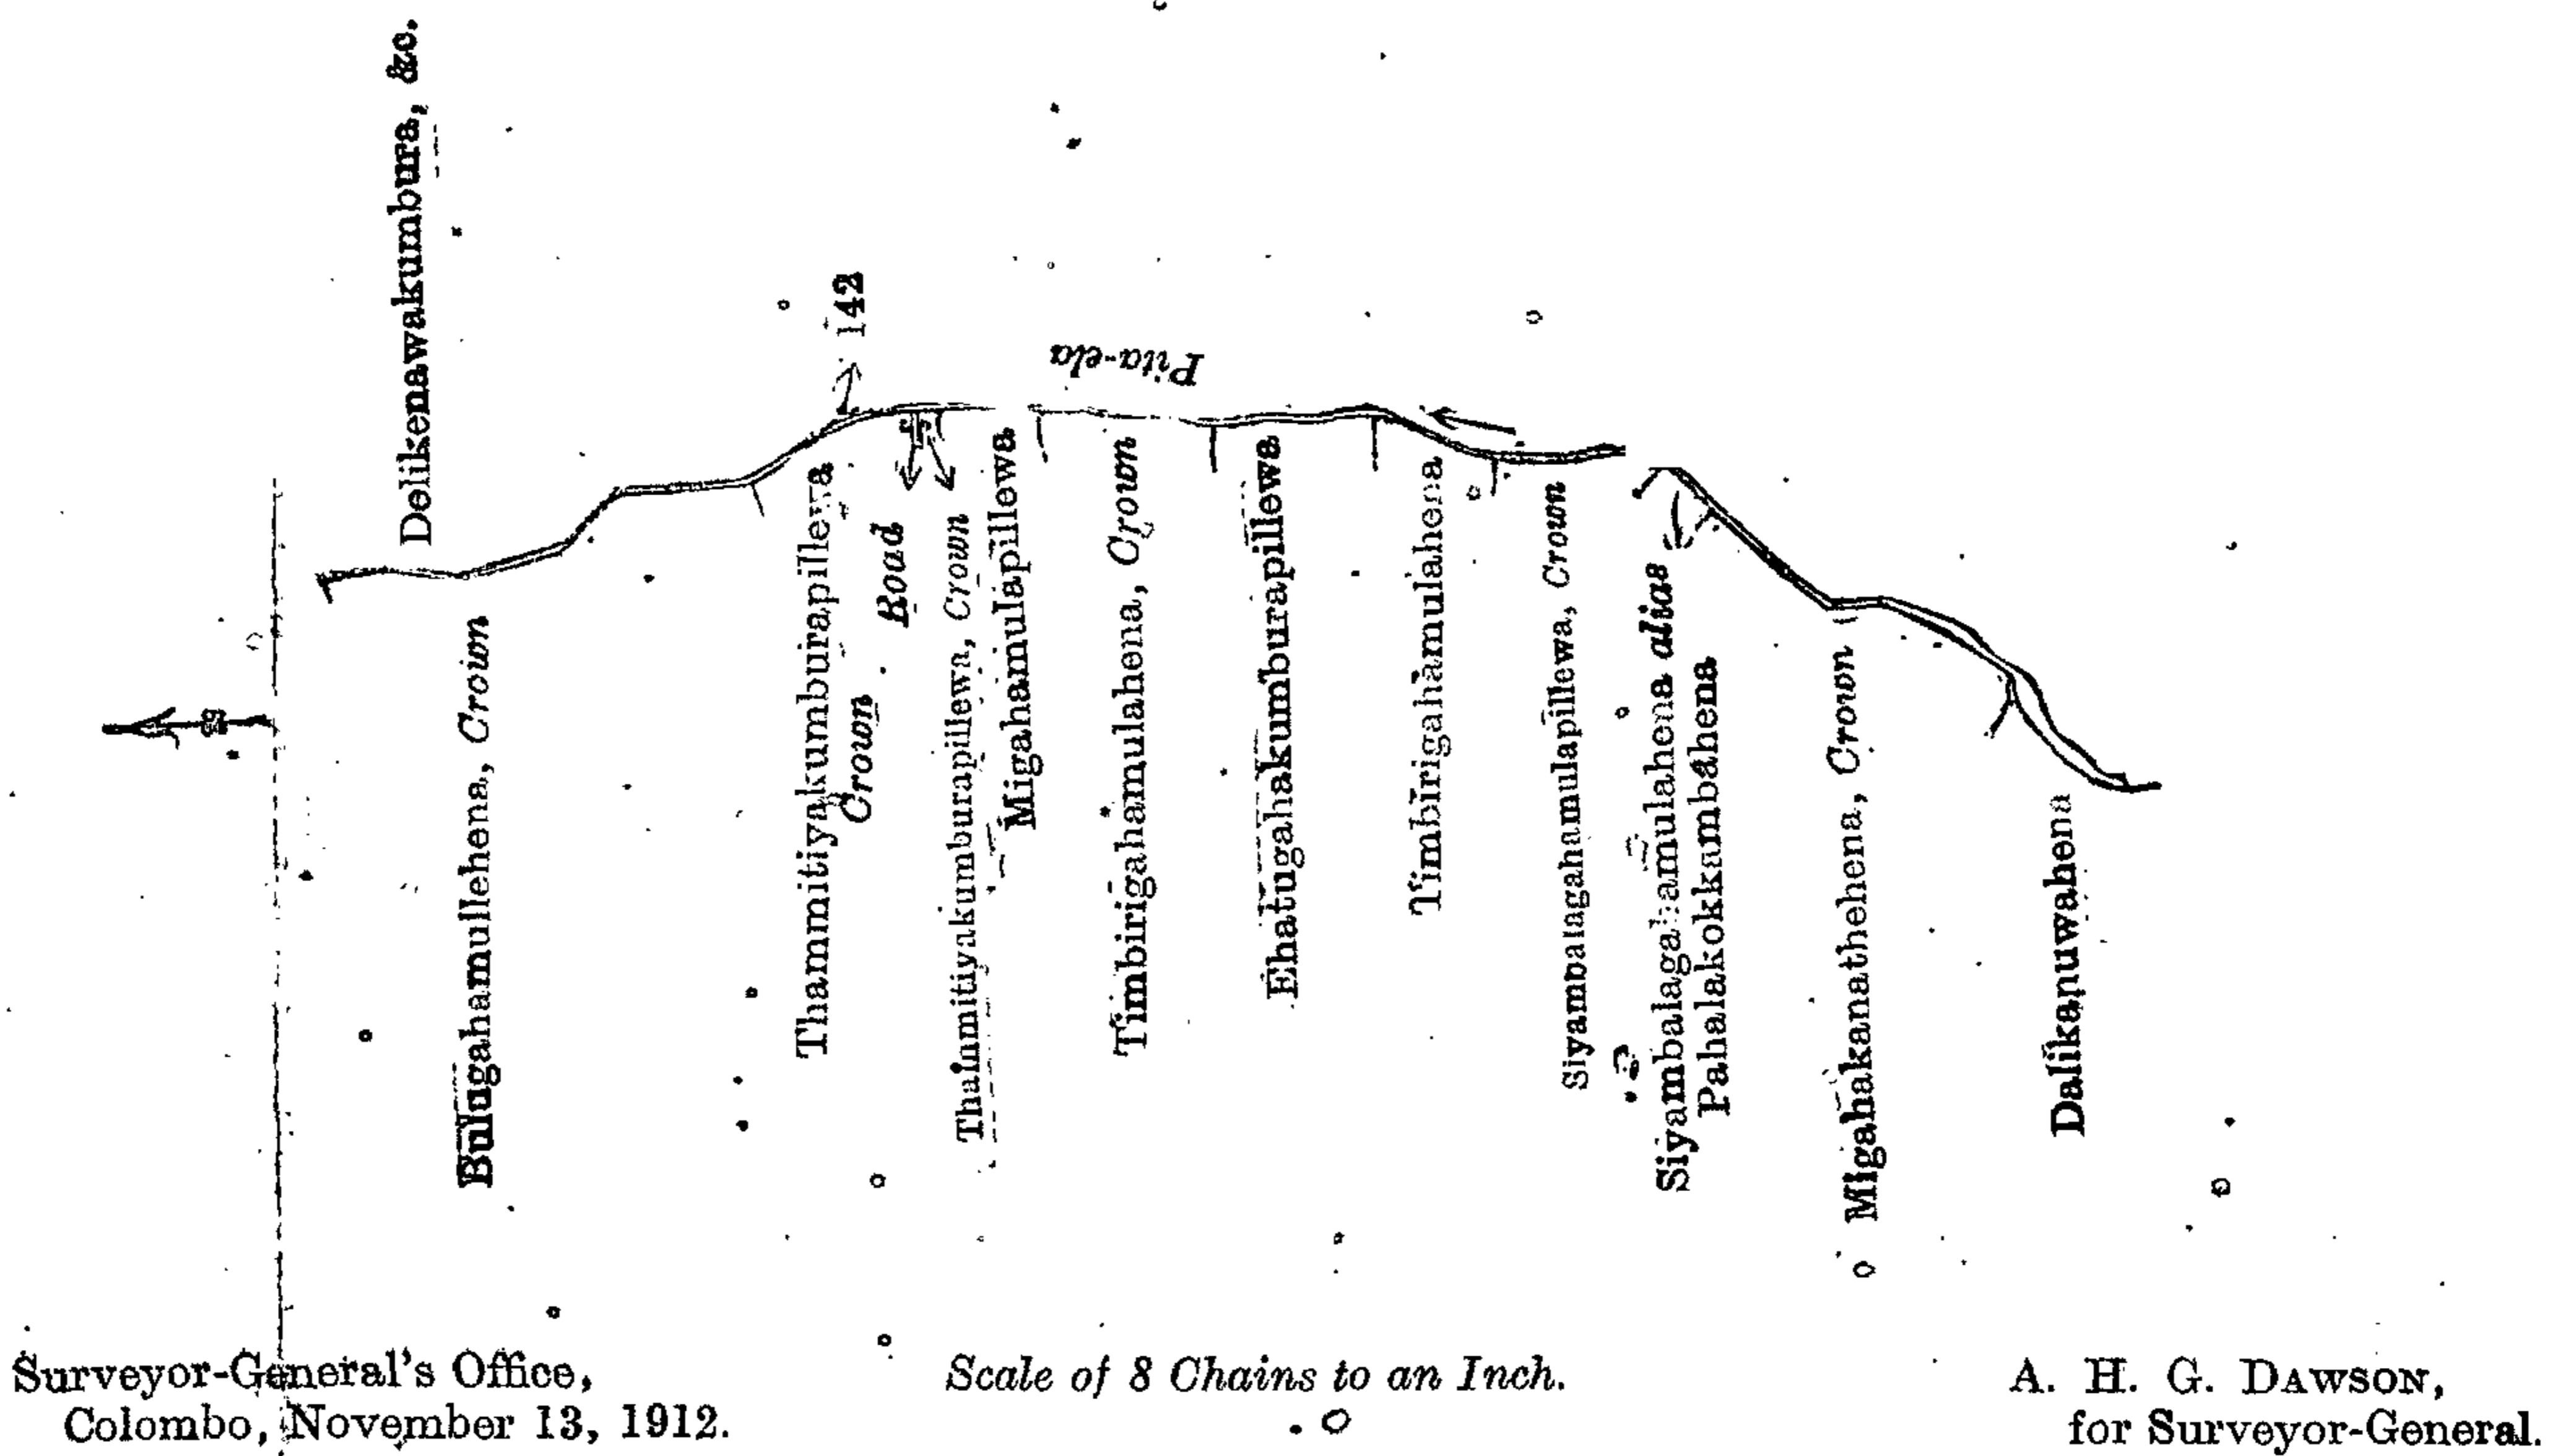 Delikenawakumbura, &c.
142
Pita-ela
Bulugahamullehena, Crown
Thammitiyakumburapillewa
Crown
Road
Thammitiyakumburapillewa, Crown
Migahamulapillewa
Timbirigahamulahena, Crown
Ehatugahakumburapillewa
Timbirigahamulahena
Siyambalagahamulapillewa, Crown
Siyambalagahamulahena alias
Pahalakokkambahena
Migahakanathehena, Crown
Dalikanuwahena
Surveyor-General's Office,
Colombo, November 13, 1912.
Scale of 8 Chains to an Inch.
A. H. G. DAWSON,
for Surveyor-General.